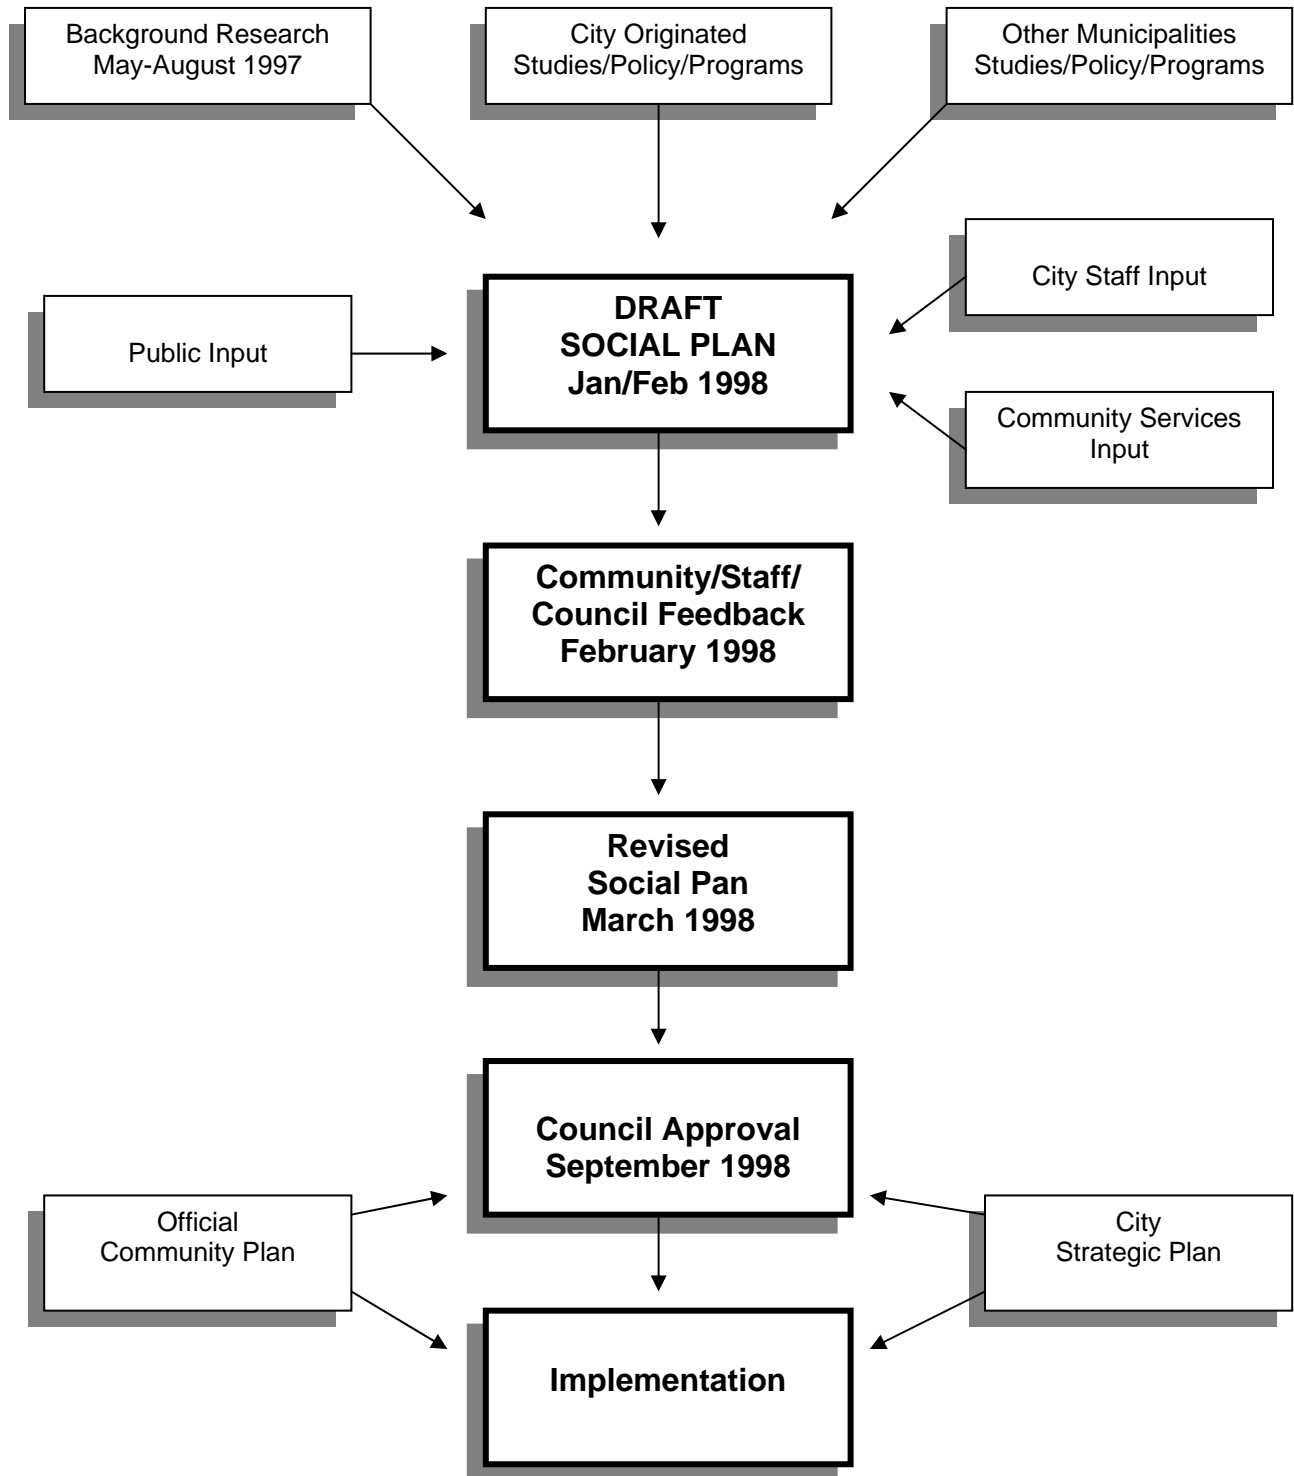 Background Research
May-August 1997
City Originated
Studies/Policy/Programs
Other Municipalities
Studies/Policy/Programs
City Staff Input
Public Input
DRAFT
SOCIAL PLAN
Jan/Feb 1998
Community Services
Input
Community/Staff/
Council Feedback
February 1998
Revised
Social Pan
March 1998
Council Approval
September 1998
Official
Community Plan
City
Strategic Plan
Implementation